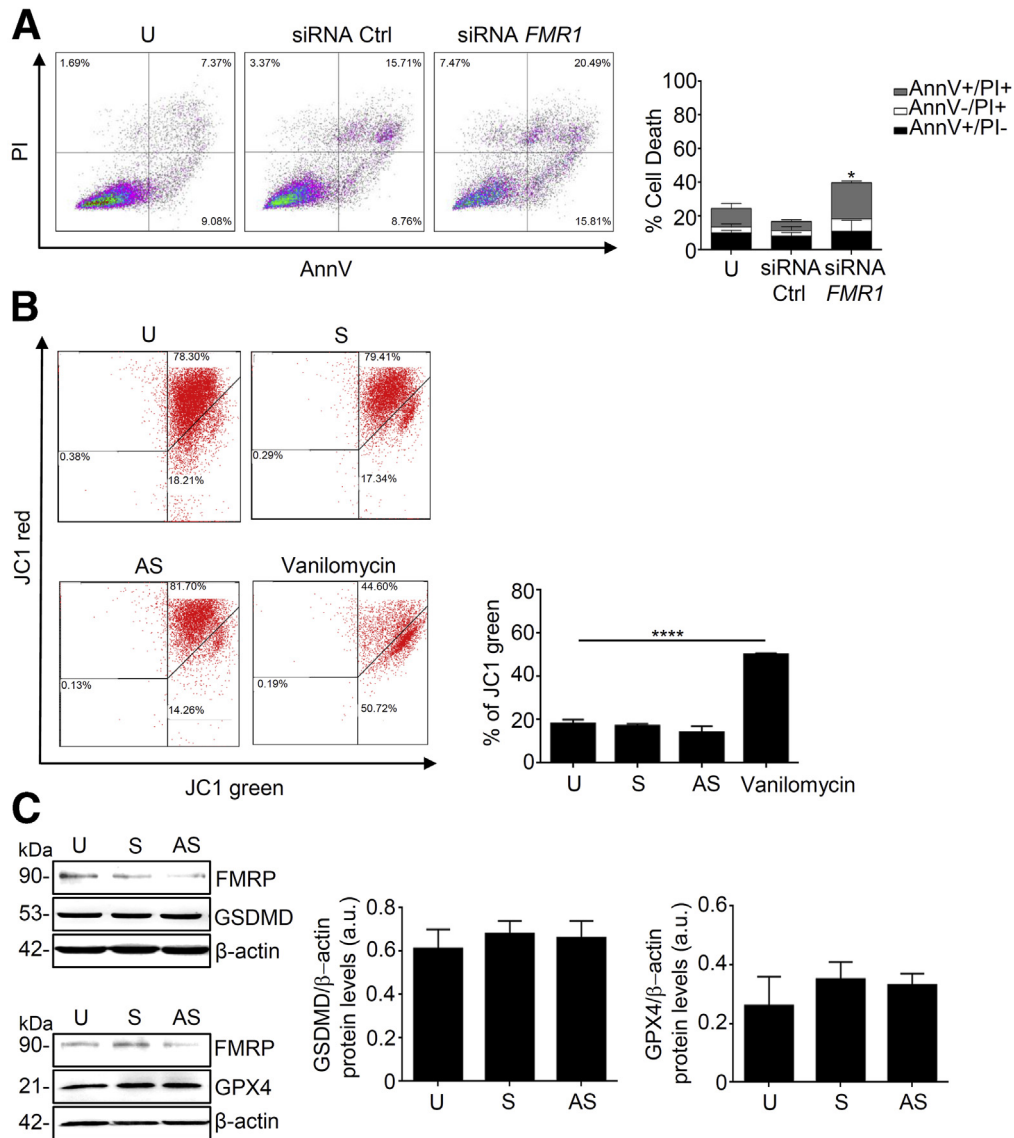 A
U
siRNA Ctrl
siRNA FMR1
1.69%
7.37%
9.08%
3.37%
15.71%
8.76%
7.47%
20.49%
15.81%
PI
AnnV
% Cell Death
100
80
60
40
20
0
*
U
siRNA Ctrl
siRNA FMR1
AnnV+/PI+
AnnV-/PI+
AnnV+/PI-
B
U
S
78.30%
0.38%
18.21%
79.41%
0.29%
17.34%
AS
Vanilomycin
81.70%
0.13%
14.26%
44.60%
0.19%
50.72%
JC1 red
JC1 green
% of JC1 green
80
60
40
20
0
****
U
S
AS
Vanilomycin
C
U S AS
kDa
90- FMRP
53- GSDMD
42- β-actin
U S AS
kDa
90- FMRP
21- GPX4
42- β-actin
GSDMD/β-actin
protein levels (a.u.)
0.8
0.6
0.4
0.2
0
U S AS
GPX4/β-actin
protein levels (a.u.)
0.6
0.4
0.2
0
U S AS